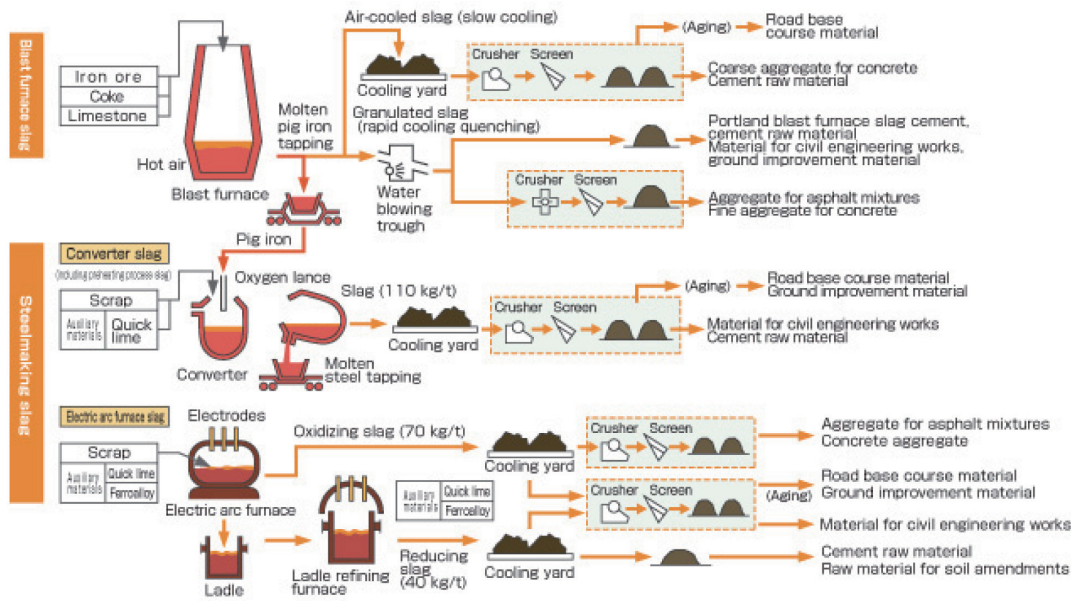 Blast furnace slag
Iron ore
Coke
Limestone
Hot air
Blast furnace
Molten
pig iron
tapping
Air-cooled slag (slow cooling)
Cooling yard
Granulated slag
(rapid cooling quenching)
Water
blowing
trough
Crusher
Screen
(Aging)
Road base
course material
Coarse aggregate for concrete
Cement raw material
Portland blast furnace slag cement,
cement raw material
Material for civil engineering works,
ground improvement material
Crusher
Screen
Aggregate for asphalt mixtures
Fine aggregate for concrete
Pig iron
Steelmaking slag
Converter slag
(including preheating process slag)
Scrap
Auxiliary
materials
Quick
lime
Oxygen lance
Converter
Slag (110 kg/t)
Molten
steel tapping
Cooling yard
Crusher
Screen
(Aging)
Road base course material
Ground improvement material
Material for civil engineering works
Cement raw material
Electric arc furnace slag
Scrap
Auxiliary
materials
Quick lime
Ferroalloy
Electrodes
Electric arc furnace
Ladle
Oxidizing slag (70 kg/t)
Ladle refining
furnace
Auxiliary
materials
Quick lime
Ferroalloy
Reducing
slag
(40 kg/t)
Cooling yard
Cooling yard
Crusher
Screen
Aggregate for asphalt mixtures
Concrete aggregate
Crusher
Screen
(Aging)
Road base course material
Ground improvement material
Material for civil engineering works
Cement raw material
Raw material for soil amendments